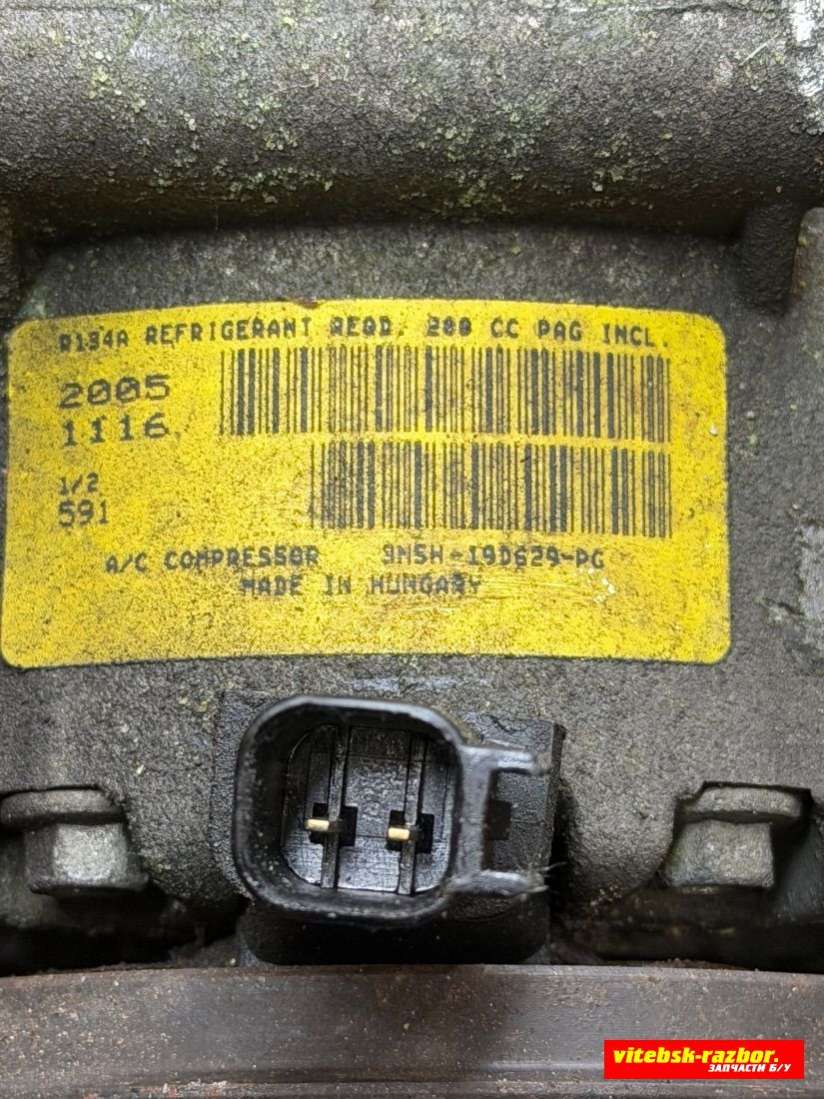 R134A REFRIGERANT REQD. 200 CC PAG INCL.
2005
1116
1/2
591
A/C COMPRESSOR 3M5H-19D629-PG
MADE IN HUNGARY
vitebsk-razbor.
ЗАПЧАСТИ Б/У